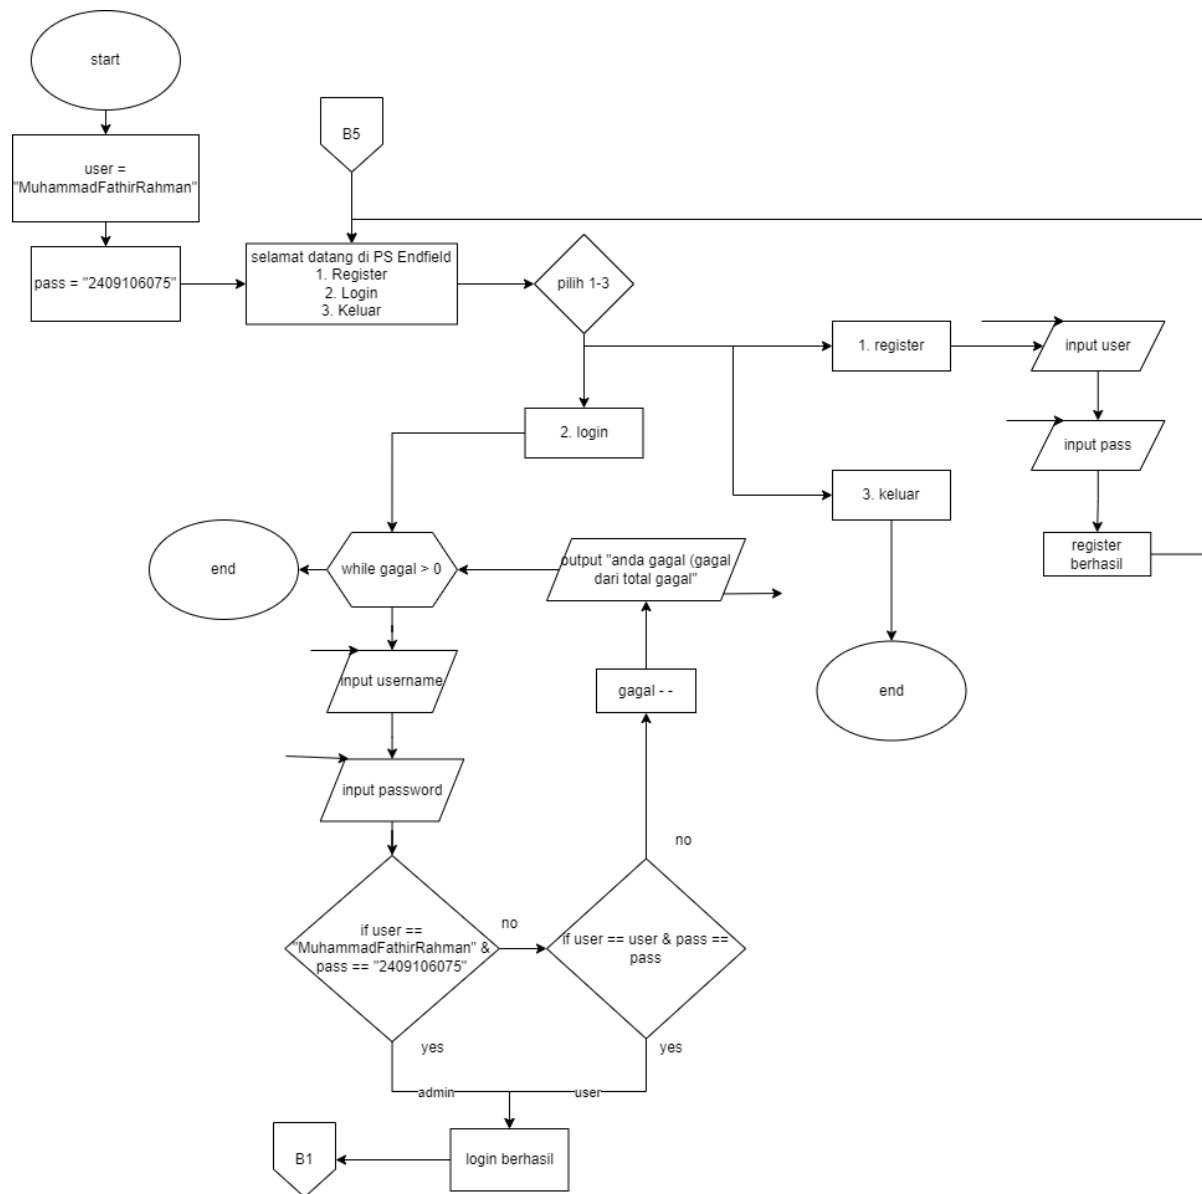 start
user =
"MuhammadFathirRahman"
pass = "2409106075"
B5
selamat datang di PS Endfield
1. Register
2. Login
3. Keluar
pilih 1-3
1. register
input user
input pass
register
berhasil
2. login
3. keluar
end
end
while gagal > 0
output "anda gagal (gagal
dari total gagal"
input username
gagal - -
input password
no
if user ==
"MuhammadFathirRahman" &
pass == "2409106075"
no
if user == user & pass ==
pass
yes
yes
admin
user
login berhasil
B1